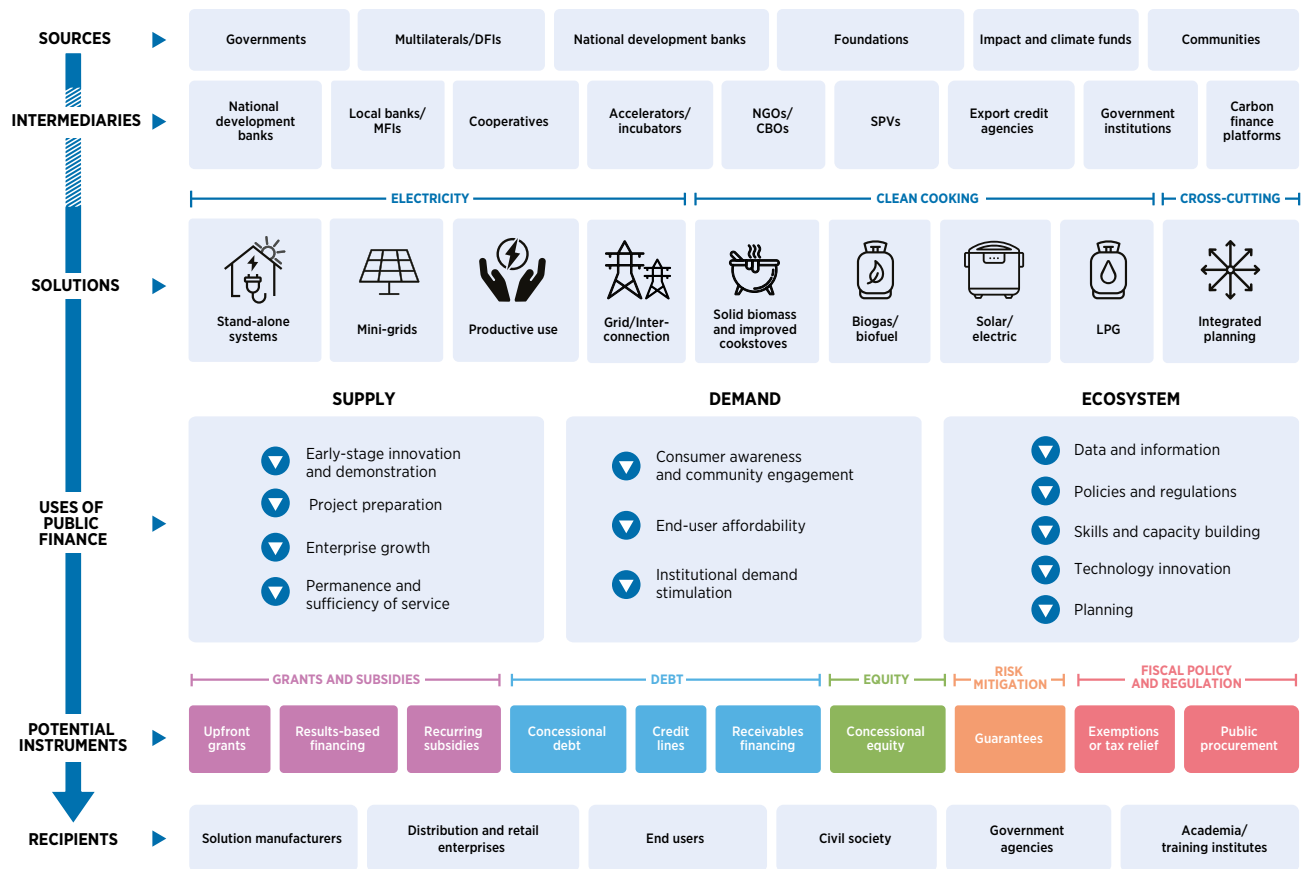 SOURCES
Governments
Multilaterals/DFIs
National development banks
Foundations
Impact and climate funds
Communities
INTERMEDIARIES
National
development
banks
Local banks/
MFIs
Cooperatives
Accelerators/
incubators
NGOs/
CBOs
SPVs
Export credit
agencies
Government
institutions
Carbon
finance
platforms
ELECTRICITY
CLEAN COOKING
CROSS-CUTTING
SOLUTIONS
Stand-alone
systems
Mini-grids
Productive use
Grid/Inter-
connection
Solid biomass
and improved
cookstoves
Biogas/
biofuel
Solar/
electric
LPG
Integrated
planning
USES OF
PUBLIC
FINANCE
SUPPLY
Early-stage innovation
and demonstration
Project preparation
Enterprise growth
Permanence and
sufficiency of service
DEMAND
Consumer awareness
and community engagement
End-user affordability
Institutional demand
stimulation
ECOSYSTEM
Data and information
Policies and regulations
Skills and capacity building
Technology innovation
Planning
GRANTS AND SUBSIDIES
DEBT
EQUITY
RISK
MITIGATION
FISCAL POLICY
AND REGULATION
POTENTIAL
INSTRUMENTS
Upfront
grants
Results-based
financing
Recurring
subsidies
Concessional
debt
Credit
lines
Receivables
financing
Concessional
equity
Guarantees
Exemptions
or tax relief
Public
procurement
RECIPIENTS
Solution manufacturers
Distribution and retail
enterprises
End users
Civil society
Government
agencies
Academia/
training institutes